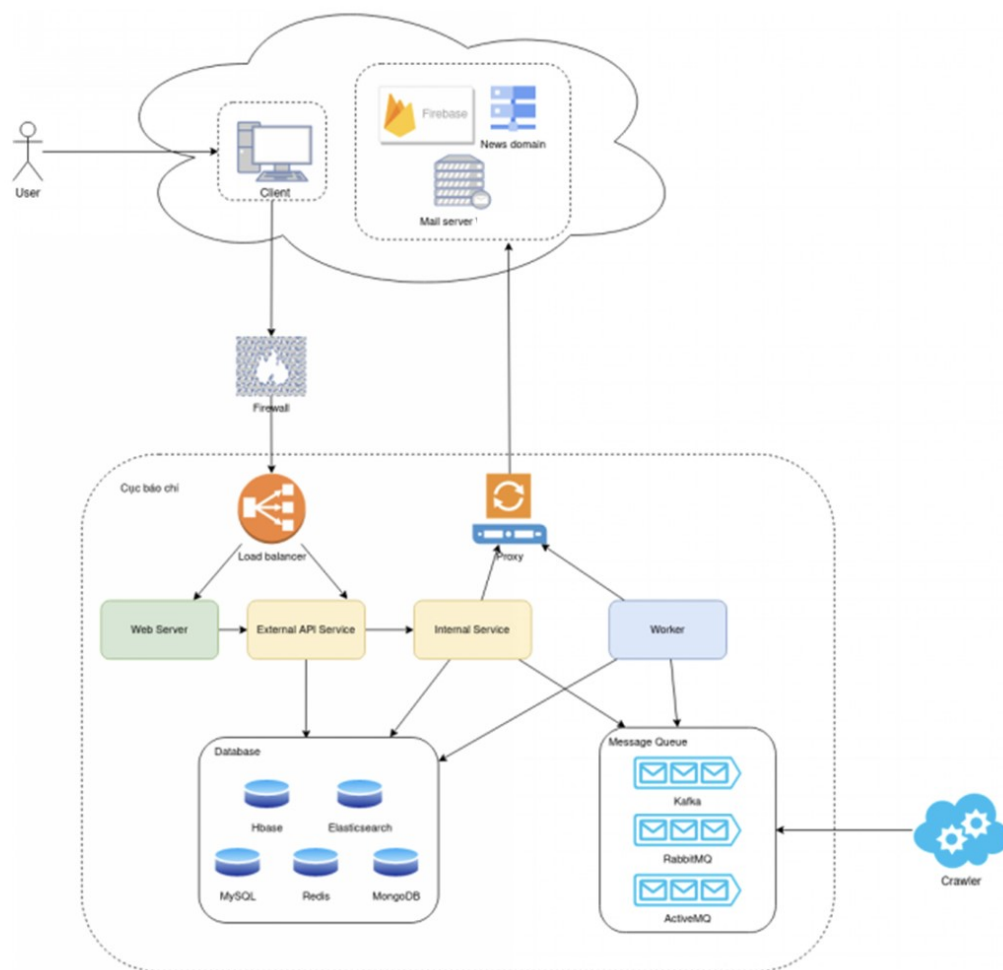 Firebase
News domain
User
Client
Mail server
Firewall
Cục báo chí
Load balancer
Proxy
Web Server
External API Service
Internal Service
Worker
Database
Message Queue
Hbase
Elasticsearch
Kafka
MySQL
Redis
MongoDB
RabbitMQ
ActiveMQ
Crawler